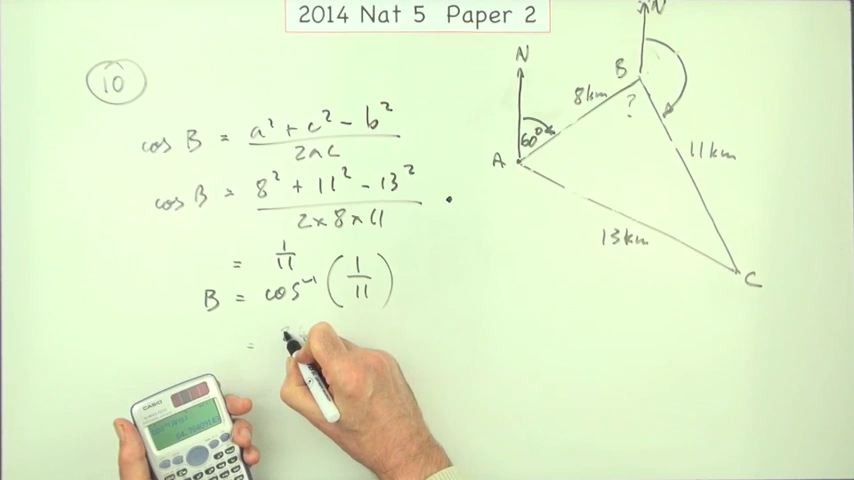 2014 Nat 5 Paper 2
10
cos B = a² + c² - b² / 2ac
cos B = 8² + 11² - 13² / 2 x 8 x 11
= 1/11
B = cos⁻¹ (1/11)
=
N
N
B
8km
?
60°
A
11km
13km
C
CASIO